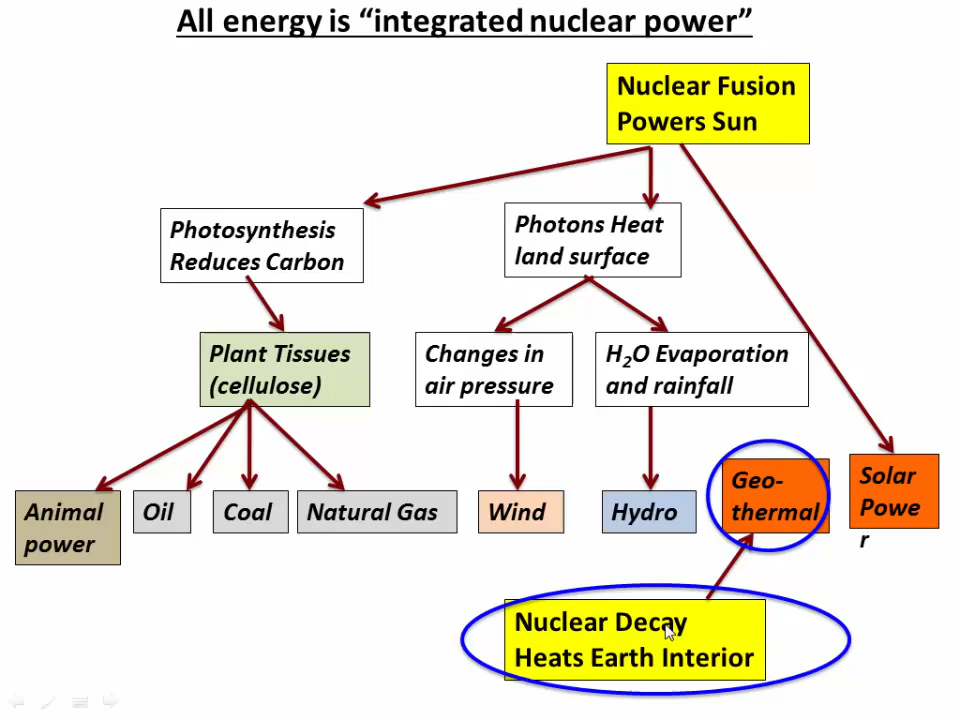 All energy is “integrated nuclear power”
Nuclear Fusion
Powers Sun
Photosynthesis
Reduces Carbon
Photons Heat
land surface
Plant Tissues
(cellulose)
Changes in
air pressure
H₂O Evaporation
and rainfall
Animal
power
Oil
Coal
Natural Gas
Wind
Hydro
Geo-
thermal
Solar
Powe
r
Nuclear Decay
Heats Earth Interior